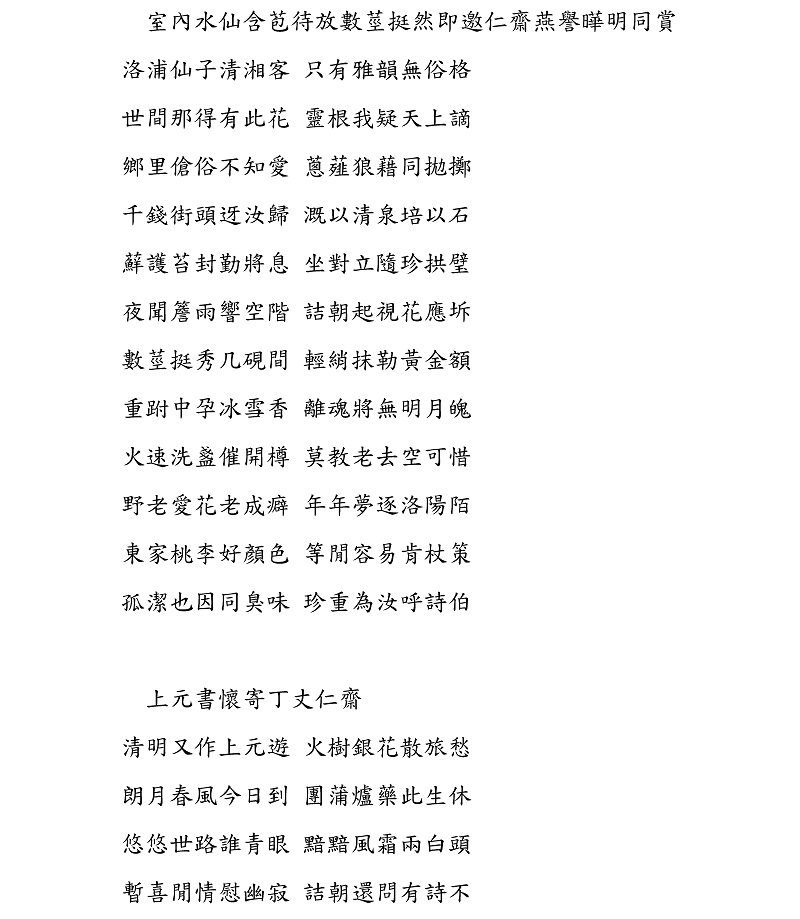 室內水仙含苞待放數莖挺然即邀仁齋燕譽曄明同賞
洛浦仙子清湘客 只有雅韻無俗格
世間那得有此花 靈根我疑天上謫
鄉里傖俗不知愛 蔥薤狼藉同拋擲
千錢街頭迓汝歸 溉以清泉培以石
蘚護苔封勤將息 坐對立隨珍拱璧
夜聞簷雨響空階 詰朝起視花應坼
數莖挺秀几硯間 輕綃抹勒黃金額
重跗中孕冰雪香 離魂將無明月魄
火速洗盞催開樽 莫教老去空可惜
野老愛花老成癖 年年夢逐洛陽陌
東家桃李好顏色 等閒容易肯杖策
孤潔也因同臭味 珍重為汝呼詩伯
上元書懷寄丁丈仁齋
清明又作上元遊 火樹銀花散旅愁
朗月春風今日到 團蒲爐藥此生休
悠悠世路誰青眼 黯黯風霜兩白頭
暫喜閒情慰幽寂 詰朝還問有詩不